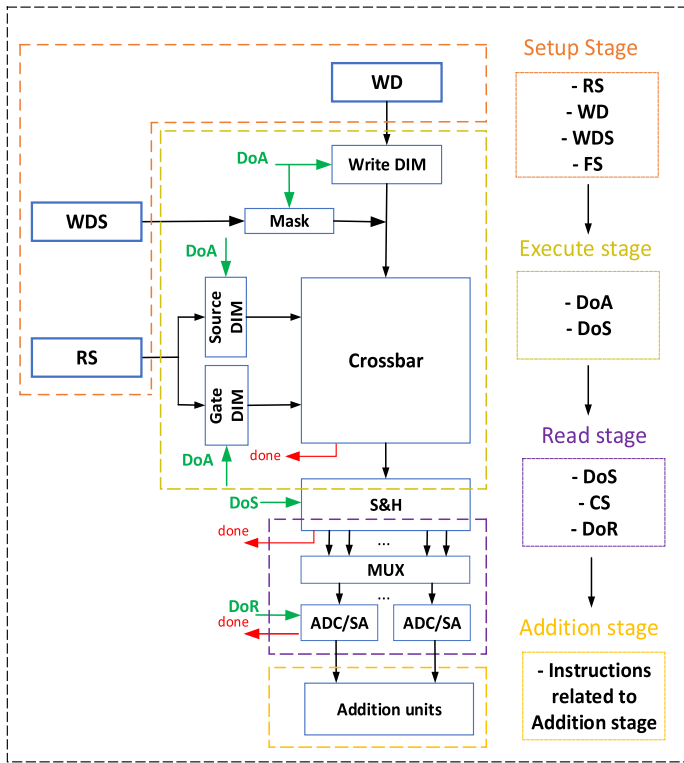 Setup Stage
WD
- RS
- WD
- WDS
- FS
DoA
Write DIM
WDS
Mask
DoA
Execute stage
Source
DIM
- DoA
- DoS
RS
Crossbar
Gate
DIM
Read stage
done
DoA
DoS
S&H
- DoS
- CS
- DoR
done
...
MUX
...
DoR
done
ADC/SA
ADC/SA
Addition stage
- Instructions
related to
Addition stage
Addition units